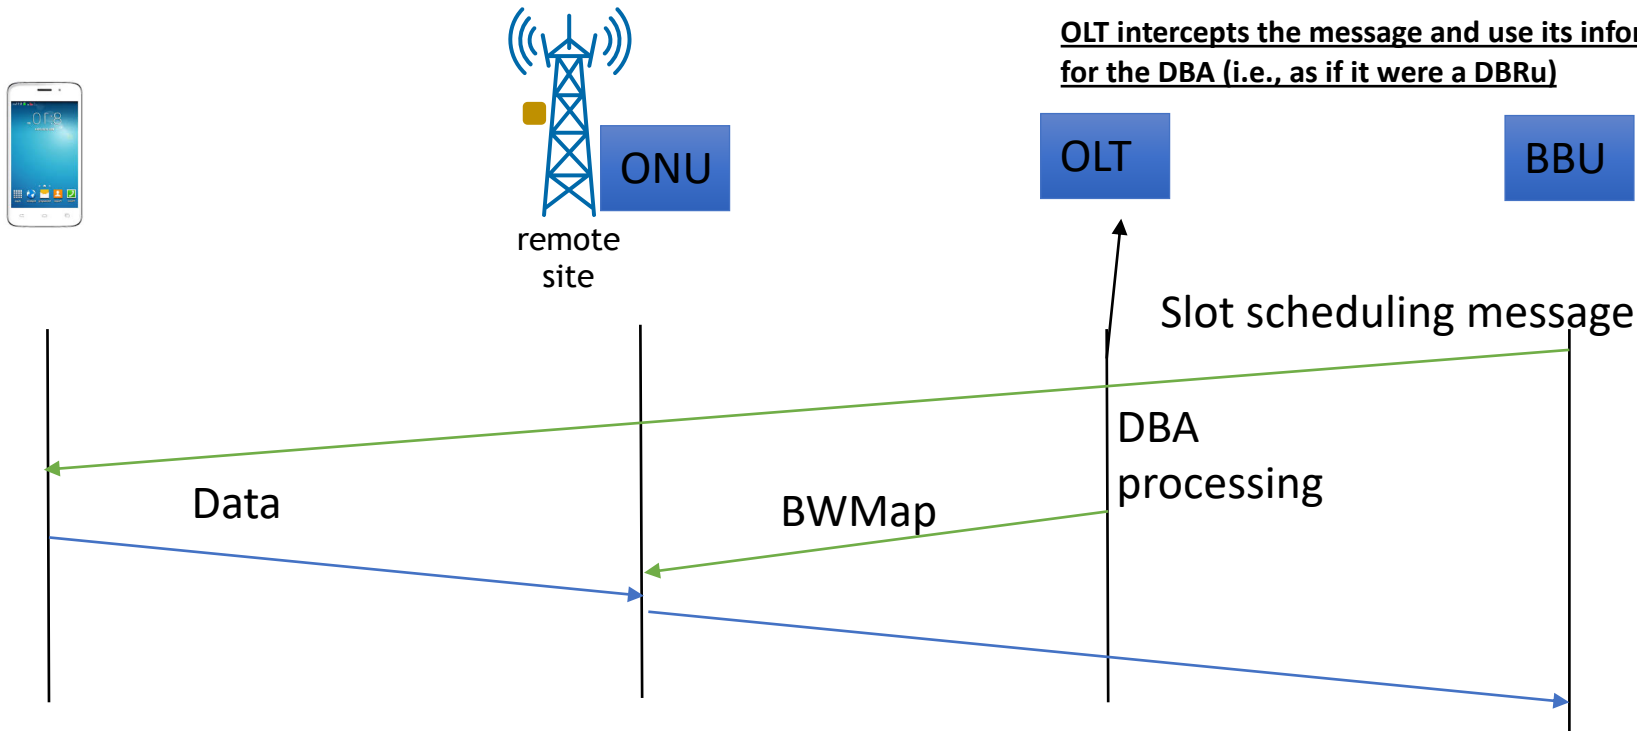 OLT intercepts the message and use its infor
for the DBA (i.e., as if it were a DBRu)
ONU
OLT
BBU
remote
site
Slot scheduling message
DBA
processing
Data
BWMap